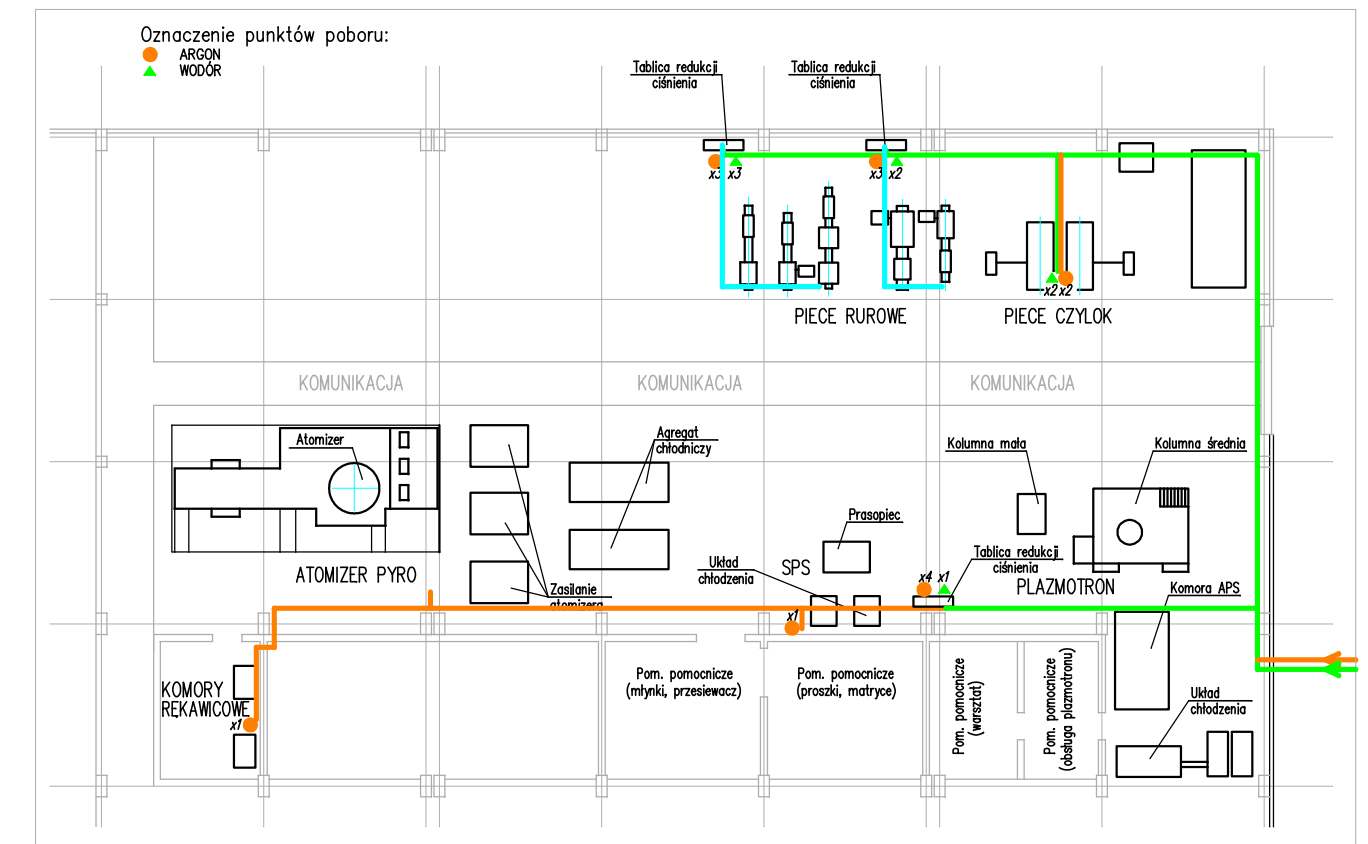 Oznaczenie punktów poboru:
ARGON
WODÓR
Tablica redukcji
ciśnienia
Tablica redukcji
ciśnienia
x3 x3
x3 x2
x2 x2
PIECE RUROWE
PIECE CZYLOK
KOMUNIKACJA
KOMUNIKACJA
KOMUNIKACJA
Atomizer
Agregat
chłodniczy
Kolumna mała
Kolumna średnia
Prasopiec
Układ
chłodzenia
SPS
Tablica redukcji
ciśnienia
x4 x1
PLAZMOTRON
ATOMIZER PYRO
Zasilanie
atomizera
Komora APS
x1
KOMORY
RĘKAWICOWE
x1
Pom. pomocnicze
(młynki, przesiewacz)
Pom. pomocnicze
(proszki, matryce)
Pom. pomocnicze
(warsztat)
Pom. pomocnicze
(obsługa plazmotronu)
Układ
chłodzenia